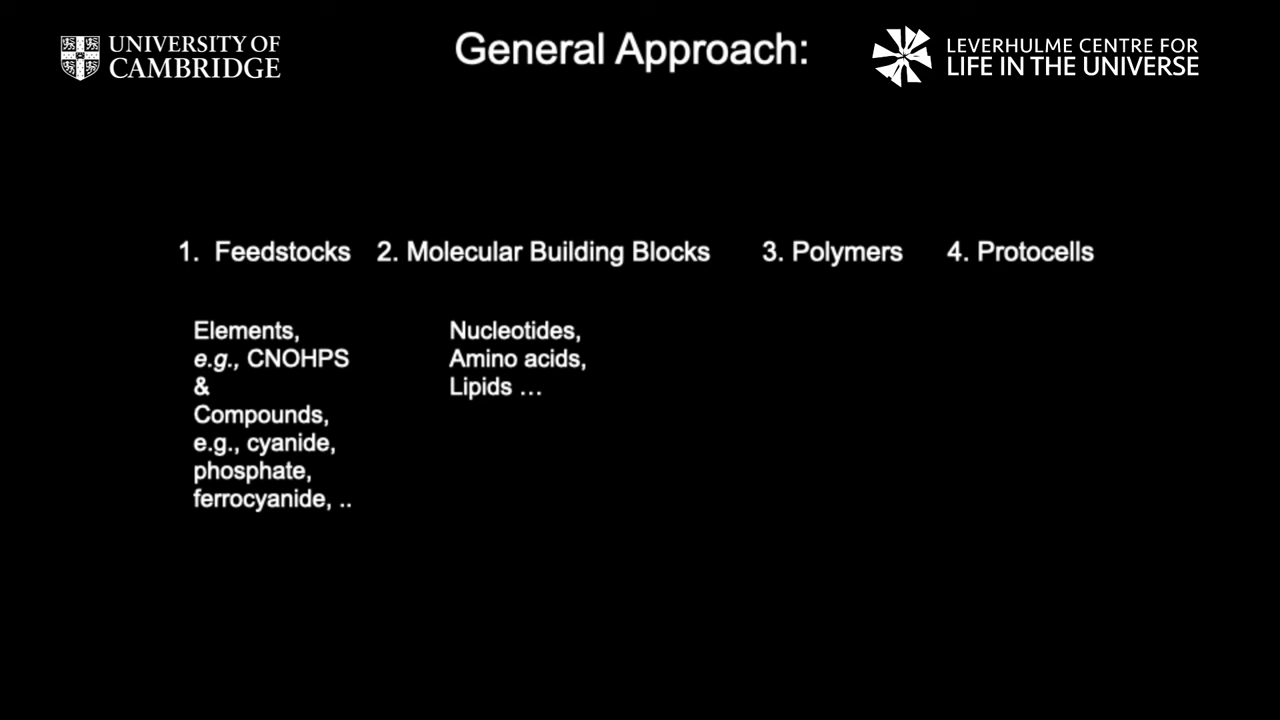 UNIVERSITY OF
CAMBRIDGE
General Approach:
LEVERHULME CENTRE FOR
LIFE IN THE UNIVERSE
1. Feedstocks
2. Molecular Building Blocks
3. Polymers
4. Protocells
Elements,
e.g., CNOHPS
&
Compounds,
e.g., cyanide,
phosphate,
ferrocyanide, ..
Nucleotides,
Amino acids,
Lipids …